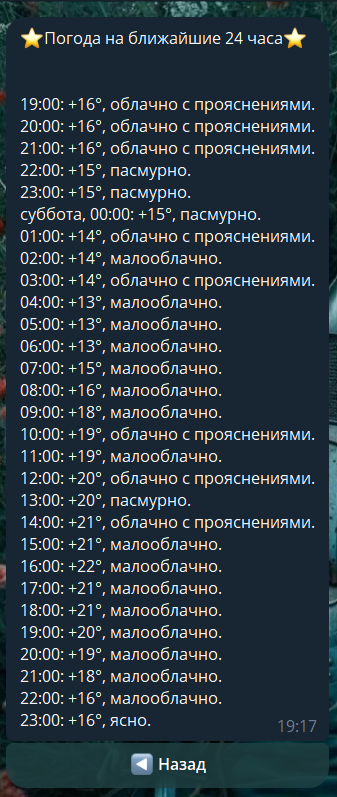 ⭐Погода на ближайшие 24 часа⭐
19:00: +16°, облачно с прояснениями.
20:00: +16°, облачно с прояснениями.
21:00: +16°, облачно с прояснениями.
22:00: +15°, пасмурно.
23:00: +15°, пасмурно.
суббота, 00:00: +15°, пасмурно.
01:00: +14°, облачно с прояснениями.
02:00: +14°, малооблачно.
03:00: +14°, облачно с прояснениями.
04:00: +13°, малооблачно.
05:00: +13°, малооблачно.
06:00: +13°, малооблачно.
07:00: +15°, малооблачно.
08:00: +16°, малооблачно.
09:00: +18°, малооблачно.
10:00: +19°, облачно с прояснениями.
11:00: +19°, малооблачно.
12:00: +20°, облачно с прояснениями.
13:00: +20°, пасмурно.
14:00: +21°, облачно с прояснениями.
15:00: +21°, малооблачно.
16:00: +22°, малооблачно.
17:00: +21°, малооблачно.
18:00: +21°, малооблачно.
19:00: +20°, малооблачно.
20:00: +19°, малооблачно.
21:00: +18°, малооблачно.
22:00: +16°, малооблачно.
23:00: +16°, ясно.
19:17
◀️ Назад